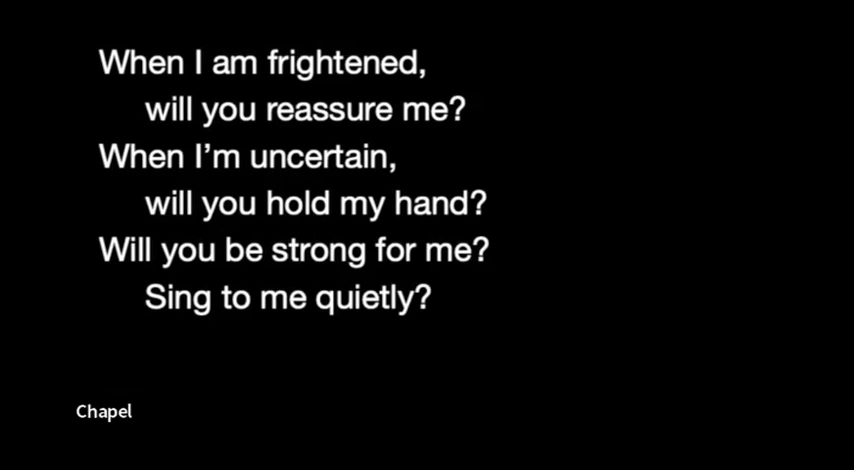 When I am frightened,
will you reassure me?
When I’m uncertain,
will you hold my hand?
Will you be strong for me?
Sing to me quietly?
Chapel